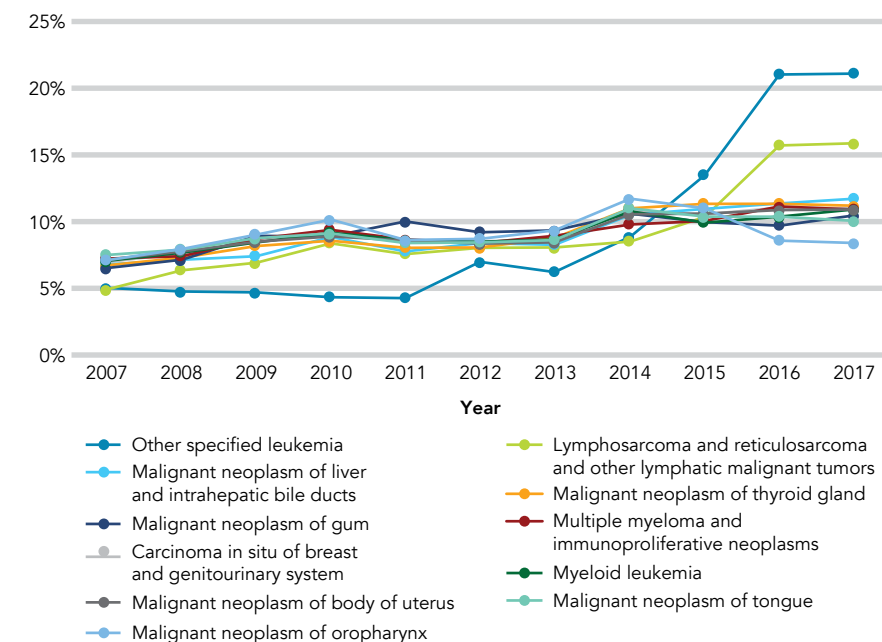 25%
20%
15%
10%
5%
0%
2007 2008 2009 2010 2011 2012 2013 2014 2015 2016 2017
Year
Other specified leukemia
Malignant neoplasm of liver
and intrahepatic bile ducts
Malignant neoplasm of gum
Carcinoma in situ of breast
and genitourinary system
Malignant neoplasm of body of uterus
Malignant neoplasm of oropharynx
Lymphosarcoma and reticulosarcoma
and other lymphatic malignant tumors
Malignant neoplasm of thyroid gland
Multiple myeloma and
immunoproliferative neoplasms
Myeloid leukemia
Malignant neoplasm of tongue